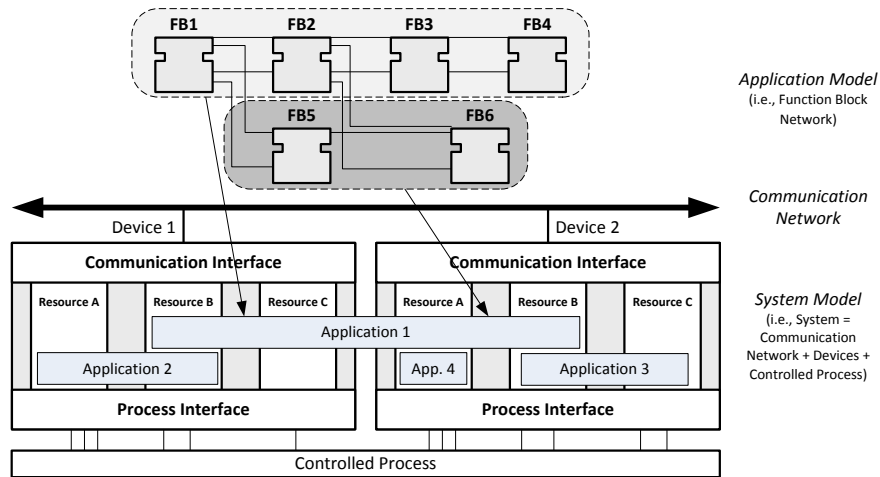 FB1 FB2 FB3 FB4
Application Model
(i.e., Function Block
Network)
FB5 FB6
Communication
Network
Device 1 Device 2
Communication Interface Communication Interface
Resource A Resource B Resource C Resource A Resource B Resource C
System Model
(i.e., System =
Communication
Network + Devices +
Controlled Process)
Application 1
Application 2 App. 4 Application 3
Process Interface Process Interface
Controlled Process